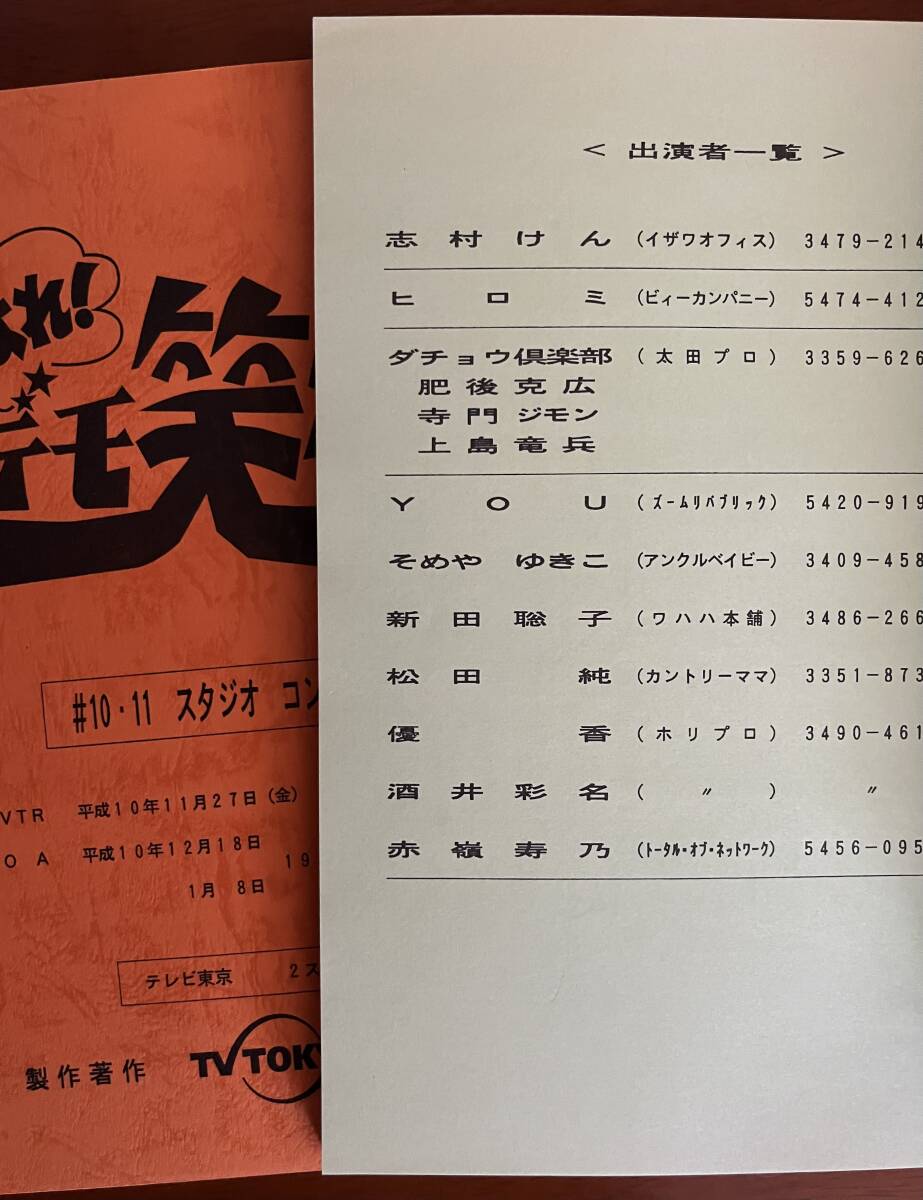 れ!
デモ笑
#10・11 スタジオ コン
VTR 平成10年11月27日(金)
OA 平成10年12月18日 19
1月 8日
テレビ東京 2ス
製作著作 TV TOK
< 出演者一覧 >
志村けん (イザワオフィス) 3479-214
ヒロミ (ビィーカンパニー) 5474-412
ダチョウ倶楽部 (太田プロ) 3359-626
肥後克広
寺門ジモン
上島竜兵
YOU (ズームリパブリック) 5420-919
そめや ゆきこ (アンクルベイビー) 3409-458
新田聡子 (ワハハ本舗) 3486-266
松田純 (カントリーママ) 3351-873
優香 (ホリプロ) 3490-461
酒井彩名 ( 〃 ) 〃
赤嶺寿乃 (トータル・オブ・ネットワーク) 5456-095